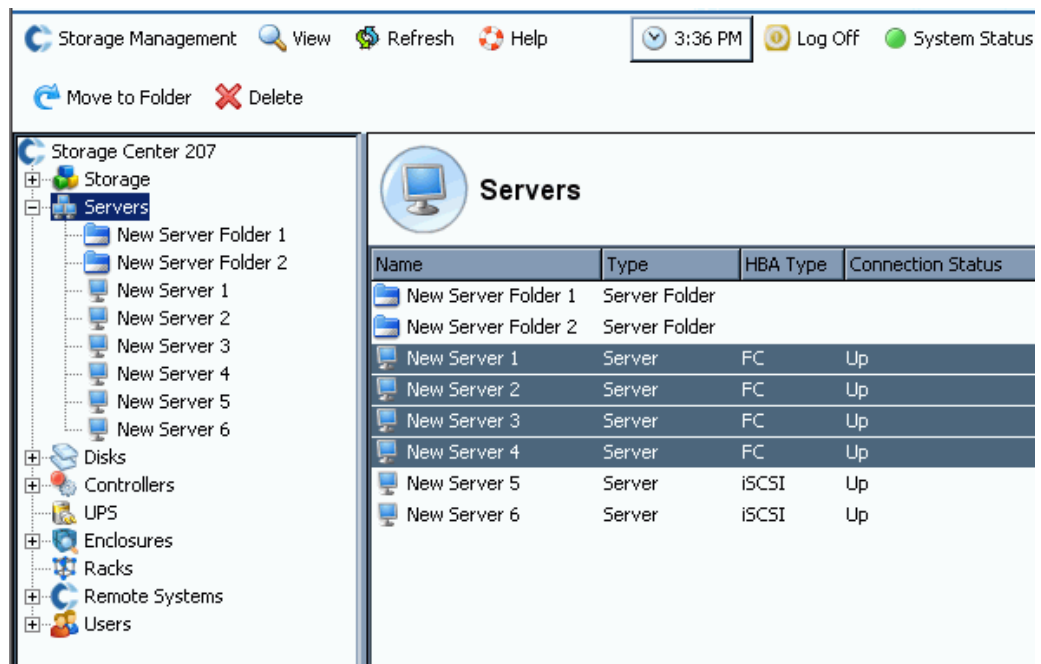 Storage Management View Refresh Help 3:36 PM Log Off System Status
Move to Folder Delete
Storage Center 207
Storage
Servers
New Server Folder 1
New Server Folder 2
New Server 1
New Server 2
New Server 3
New Server 4
New Server 5
New Server 6
Disks
Controllers
UPS
Enclosures
Racks
Remote Systems
Users
Servers
Name Type HBA Type Connection Status
New Server Folder 1 Server Folder
New Server Folder 2 Server Folder
New Server 1 Server FC Up
New Server 2 Server FC Up
New Server 3 Server FC Up
New Server 4 Server FC Up
New Server 5 Server iSCSI Up
New Server 6 Server iSCSI Up